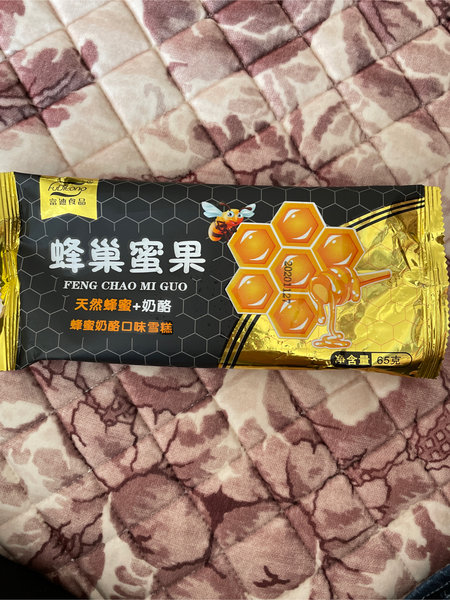 富迪食品
蜂巢蜜果
FENG CHAO MI GUO
天然蜂蜜+奶酪
蜂蜜奶酪口味雪糕
净含量 65克